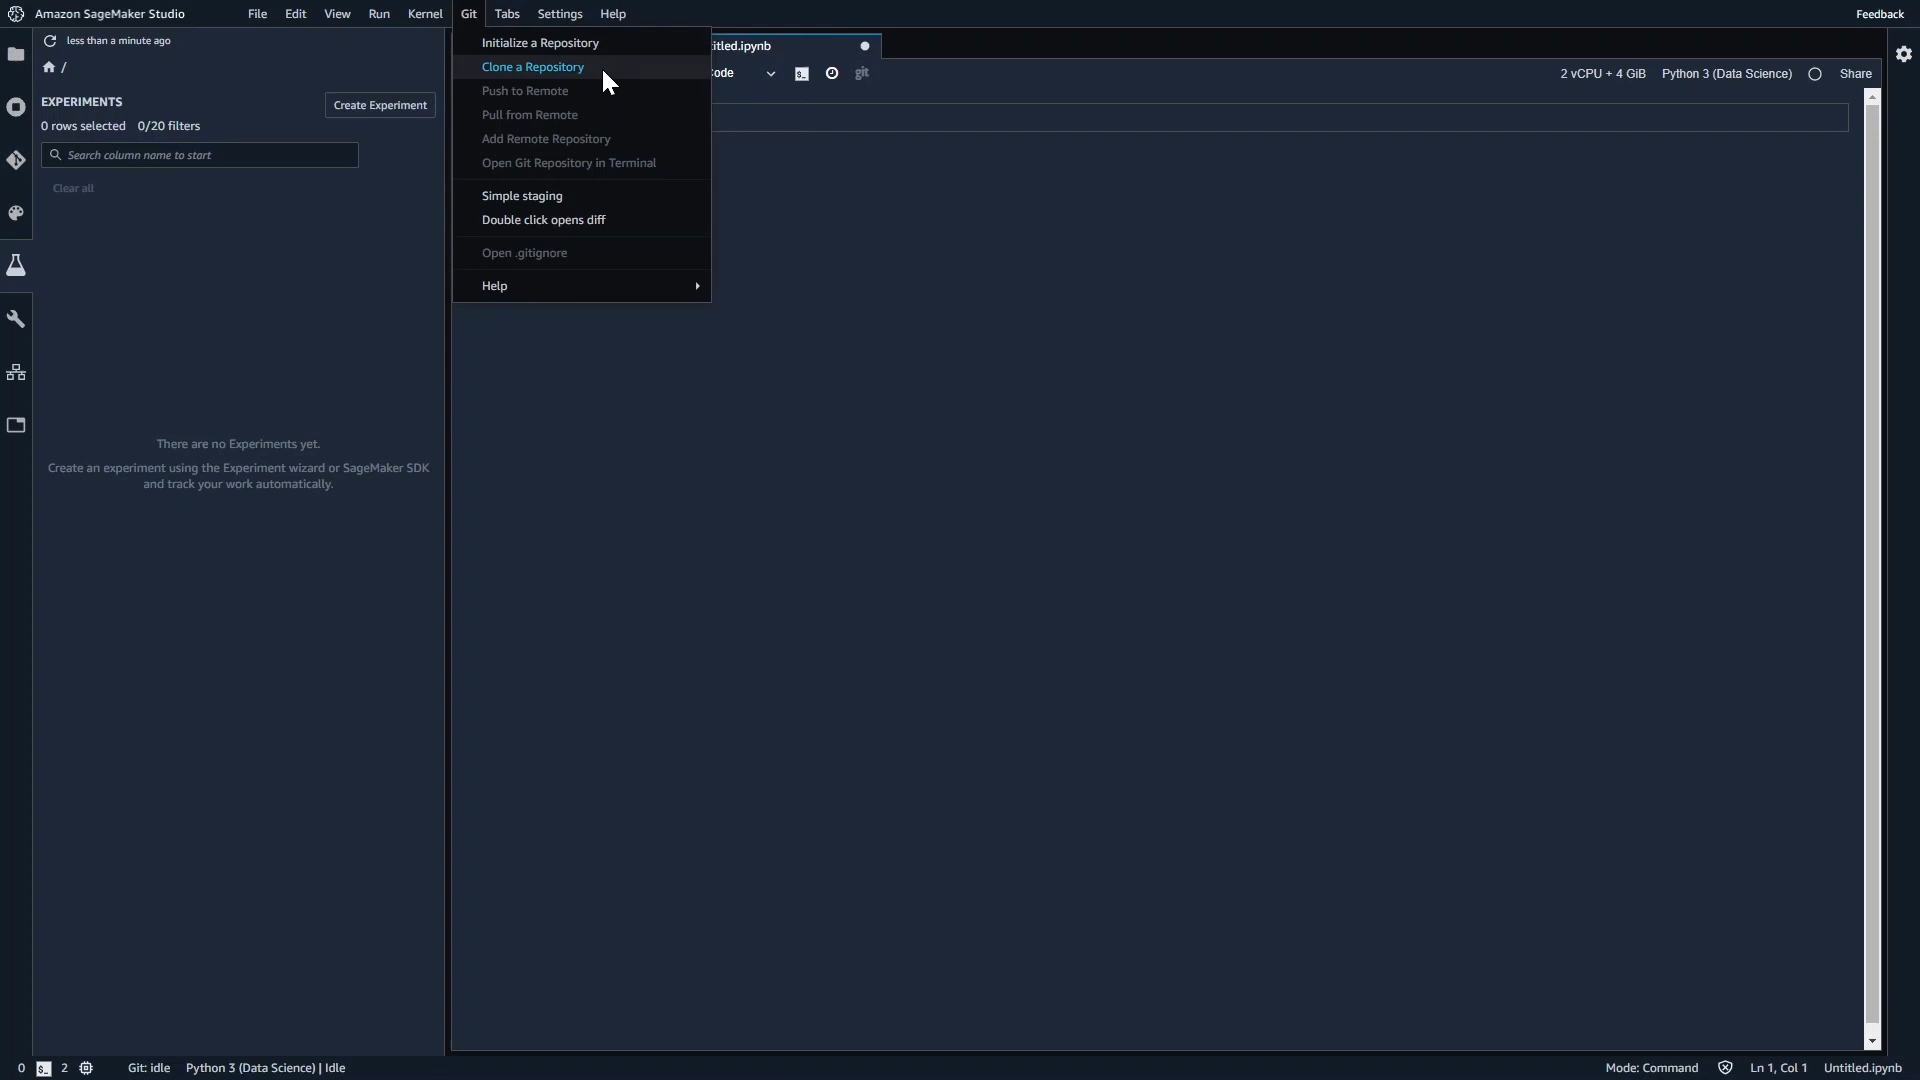 Amazon SageMaker Studio File Edit View Run Kernel Git Tabs Settings Help Feedback
less than a minute ago
/
EXPERIMENTS
Create Experiment
0 rows selected 0/20 filters
Search column name to start
Clear all
There are no Experiments yet.
Create an experiment using the Experiment wizard or SageMaker SDK
and track your work automatically.
Initialize a Repository
Clone a Repository
Push to Remote
Pull from Remote
Add Remote Repository
Open Git Repository in Terminal
Simple staging
Double click opens diff
Open .gitignore
Help
itled.ipynb
ode git 2 vCPU + 4 GiB Python 3 (Data Science) Share
0 $_ 2 Git: idle Python 3 (Data Science) | Idle Mode: Command Ln 1, Col 1 Untitled.ipynb